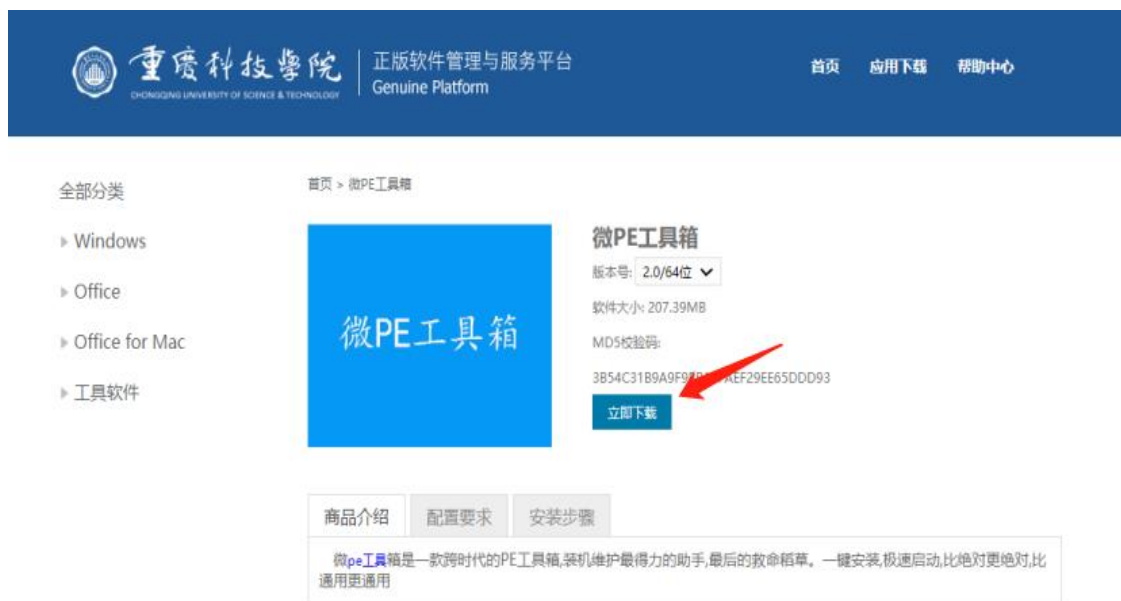 重庆科技學院
CHONGQING UNIVERSITY OF SCIENCE & TECHNOLOGY
正版软件管理与服务平台
Genuine Platform
首页 应用下载 帮助中心
全部分类
Windows
Office
Office for Mac
工具软件
首页 > 微PE工具箱
微PE工具箱
微PE工具箱
版本号: 2.0/64位
软件大小: 207.39MB
MD5校验码:
立即下载
商品介绍 配置要求 安装步骤
微pe工具箱是一款跨时代的PE工具箱,装机维护最得力的助手,最后的救命稻草。一键安装,极速启动,比绝对更绝对,比
通用更通用